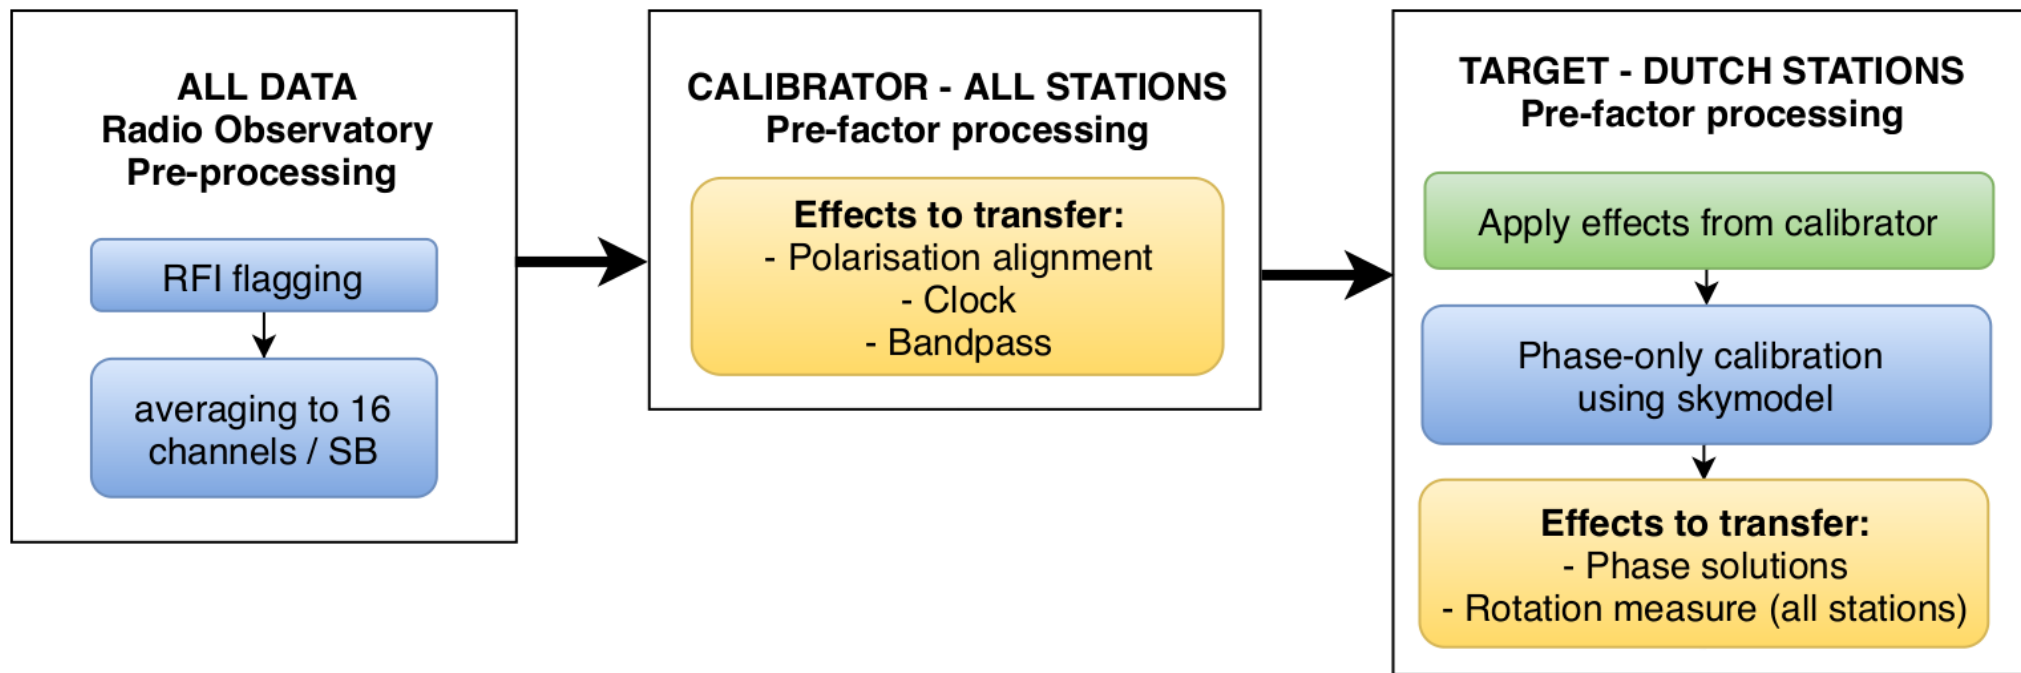 ALL DATA
Radio Observatory
Pre-processing
RFI flagging
averaging to 16
channels / SB
CALIBRATOR - ALL STATIONS
Pre-factor processing
Effects to transfer:
- Polarisation alignment
- Clock
- Bandpass
TARGET - DUTCH STATIONS
Pre-factor processing
Apply effects from calibrator
Phase-only calibration
using skymodel
Effects to transfer:
- Phase solutions
- Rotation measure (all stations)